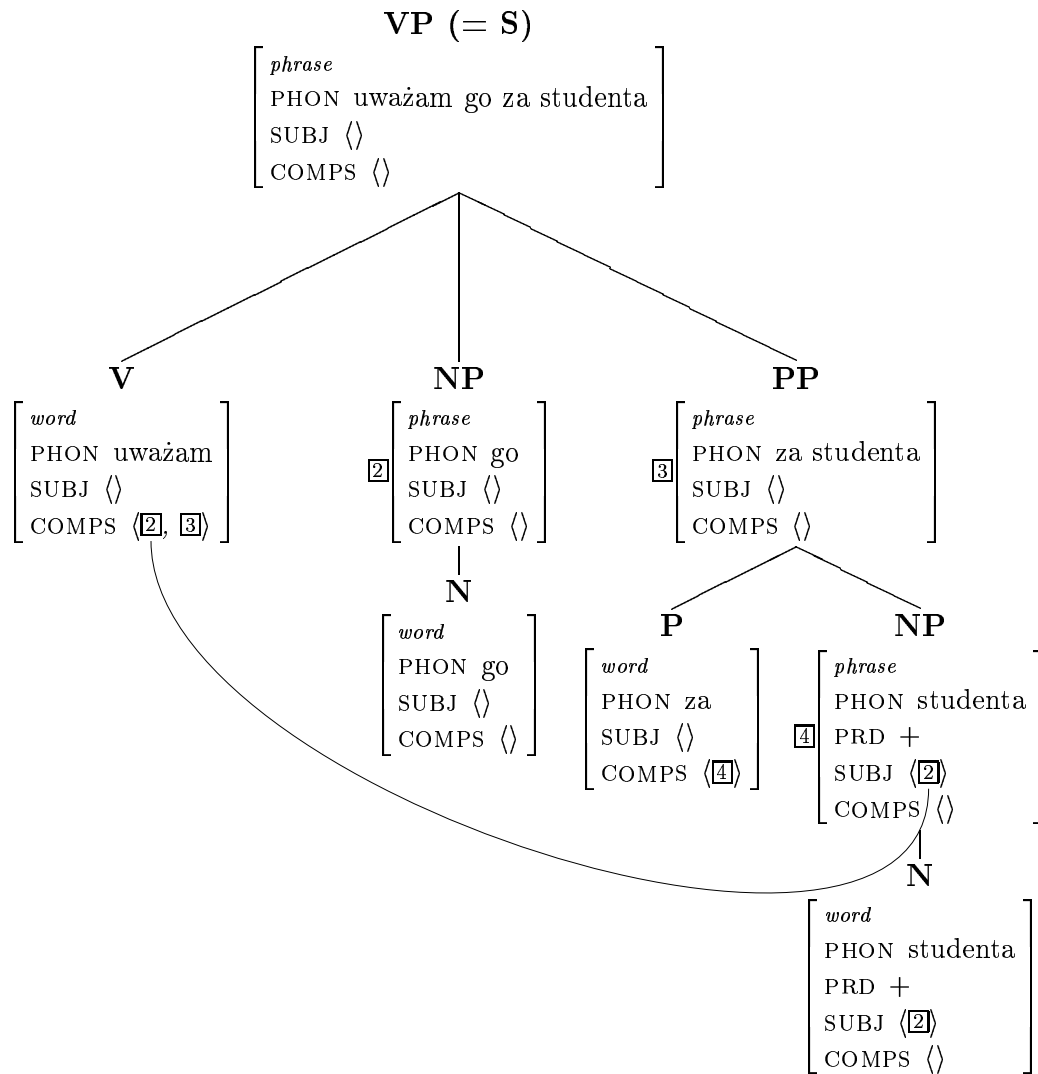 VP (= S)
phrase
PHON uważam go za studenta
SUBJ ⟨⟩
COMPS ⟨⟩
V
word
PHON uważam
SUBJ ⟨⟩
COMPS ⟨2, 3⟩
NP
2
phrase
PHON go
SUBJ ⟨⟩
COMPS ⟨⟩
PP
3
phrase
PHON za studenta
SUBJ ⟨⟩
COMPS ⟨⟩
N
word
PHON go
SUBJ ⟨⟩
COMPS ⟨⟩
P
word
PHON za
SUBJ ⟨⟩
COMPS ⟨4⟩
NP
4
phrase
PHON studenta
PRD +
SUBJ ⟨2⟩
COMPS ⟨⟩
N
word
PHON studenta
PRD +
SUBJ ⟨2⟩
COMPS ⟨⟩